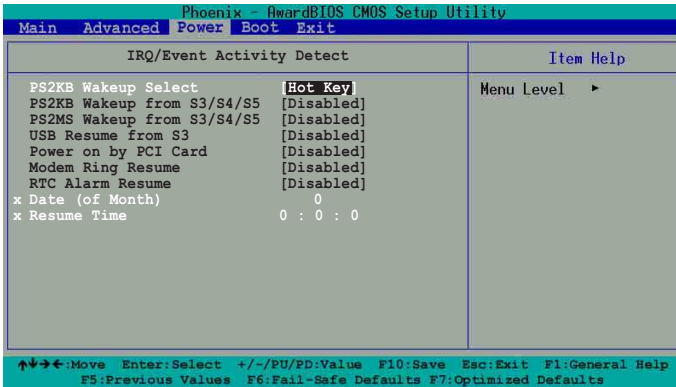 Phoenix - AwardBIOS CMOS Setup Utility
Main Advanced Power Boot Exit
IRQ/Event Activity Detect
Item Help
PS2KB Wakeup Select [Hot Key]
Menu Level ►
PS2KB Wakeup from S3/S4/S5 [Disabled]
PS2MS Wakeup from S3/S4/S5 [Disabled]
USB Resume from S3 [Disabled]
Power on by PCI Card [Disabled]
Modem Ring Resume [Disabled]
RTC Alarm Resume [Disabled]
x Date (of Month) 0
x Resume Time 0 : 0 : 0
↑↓→←:Move Enter:Select +/-/PU/PD:Value F10:Save Esc:Exit F1:General Help
F5:Previous Values F6:Fail-Safe Defaults F7:Optimized Defaults